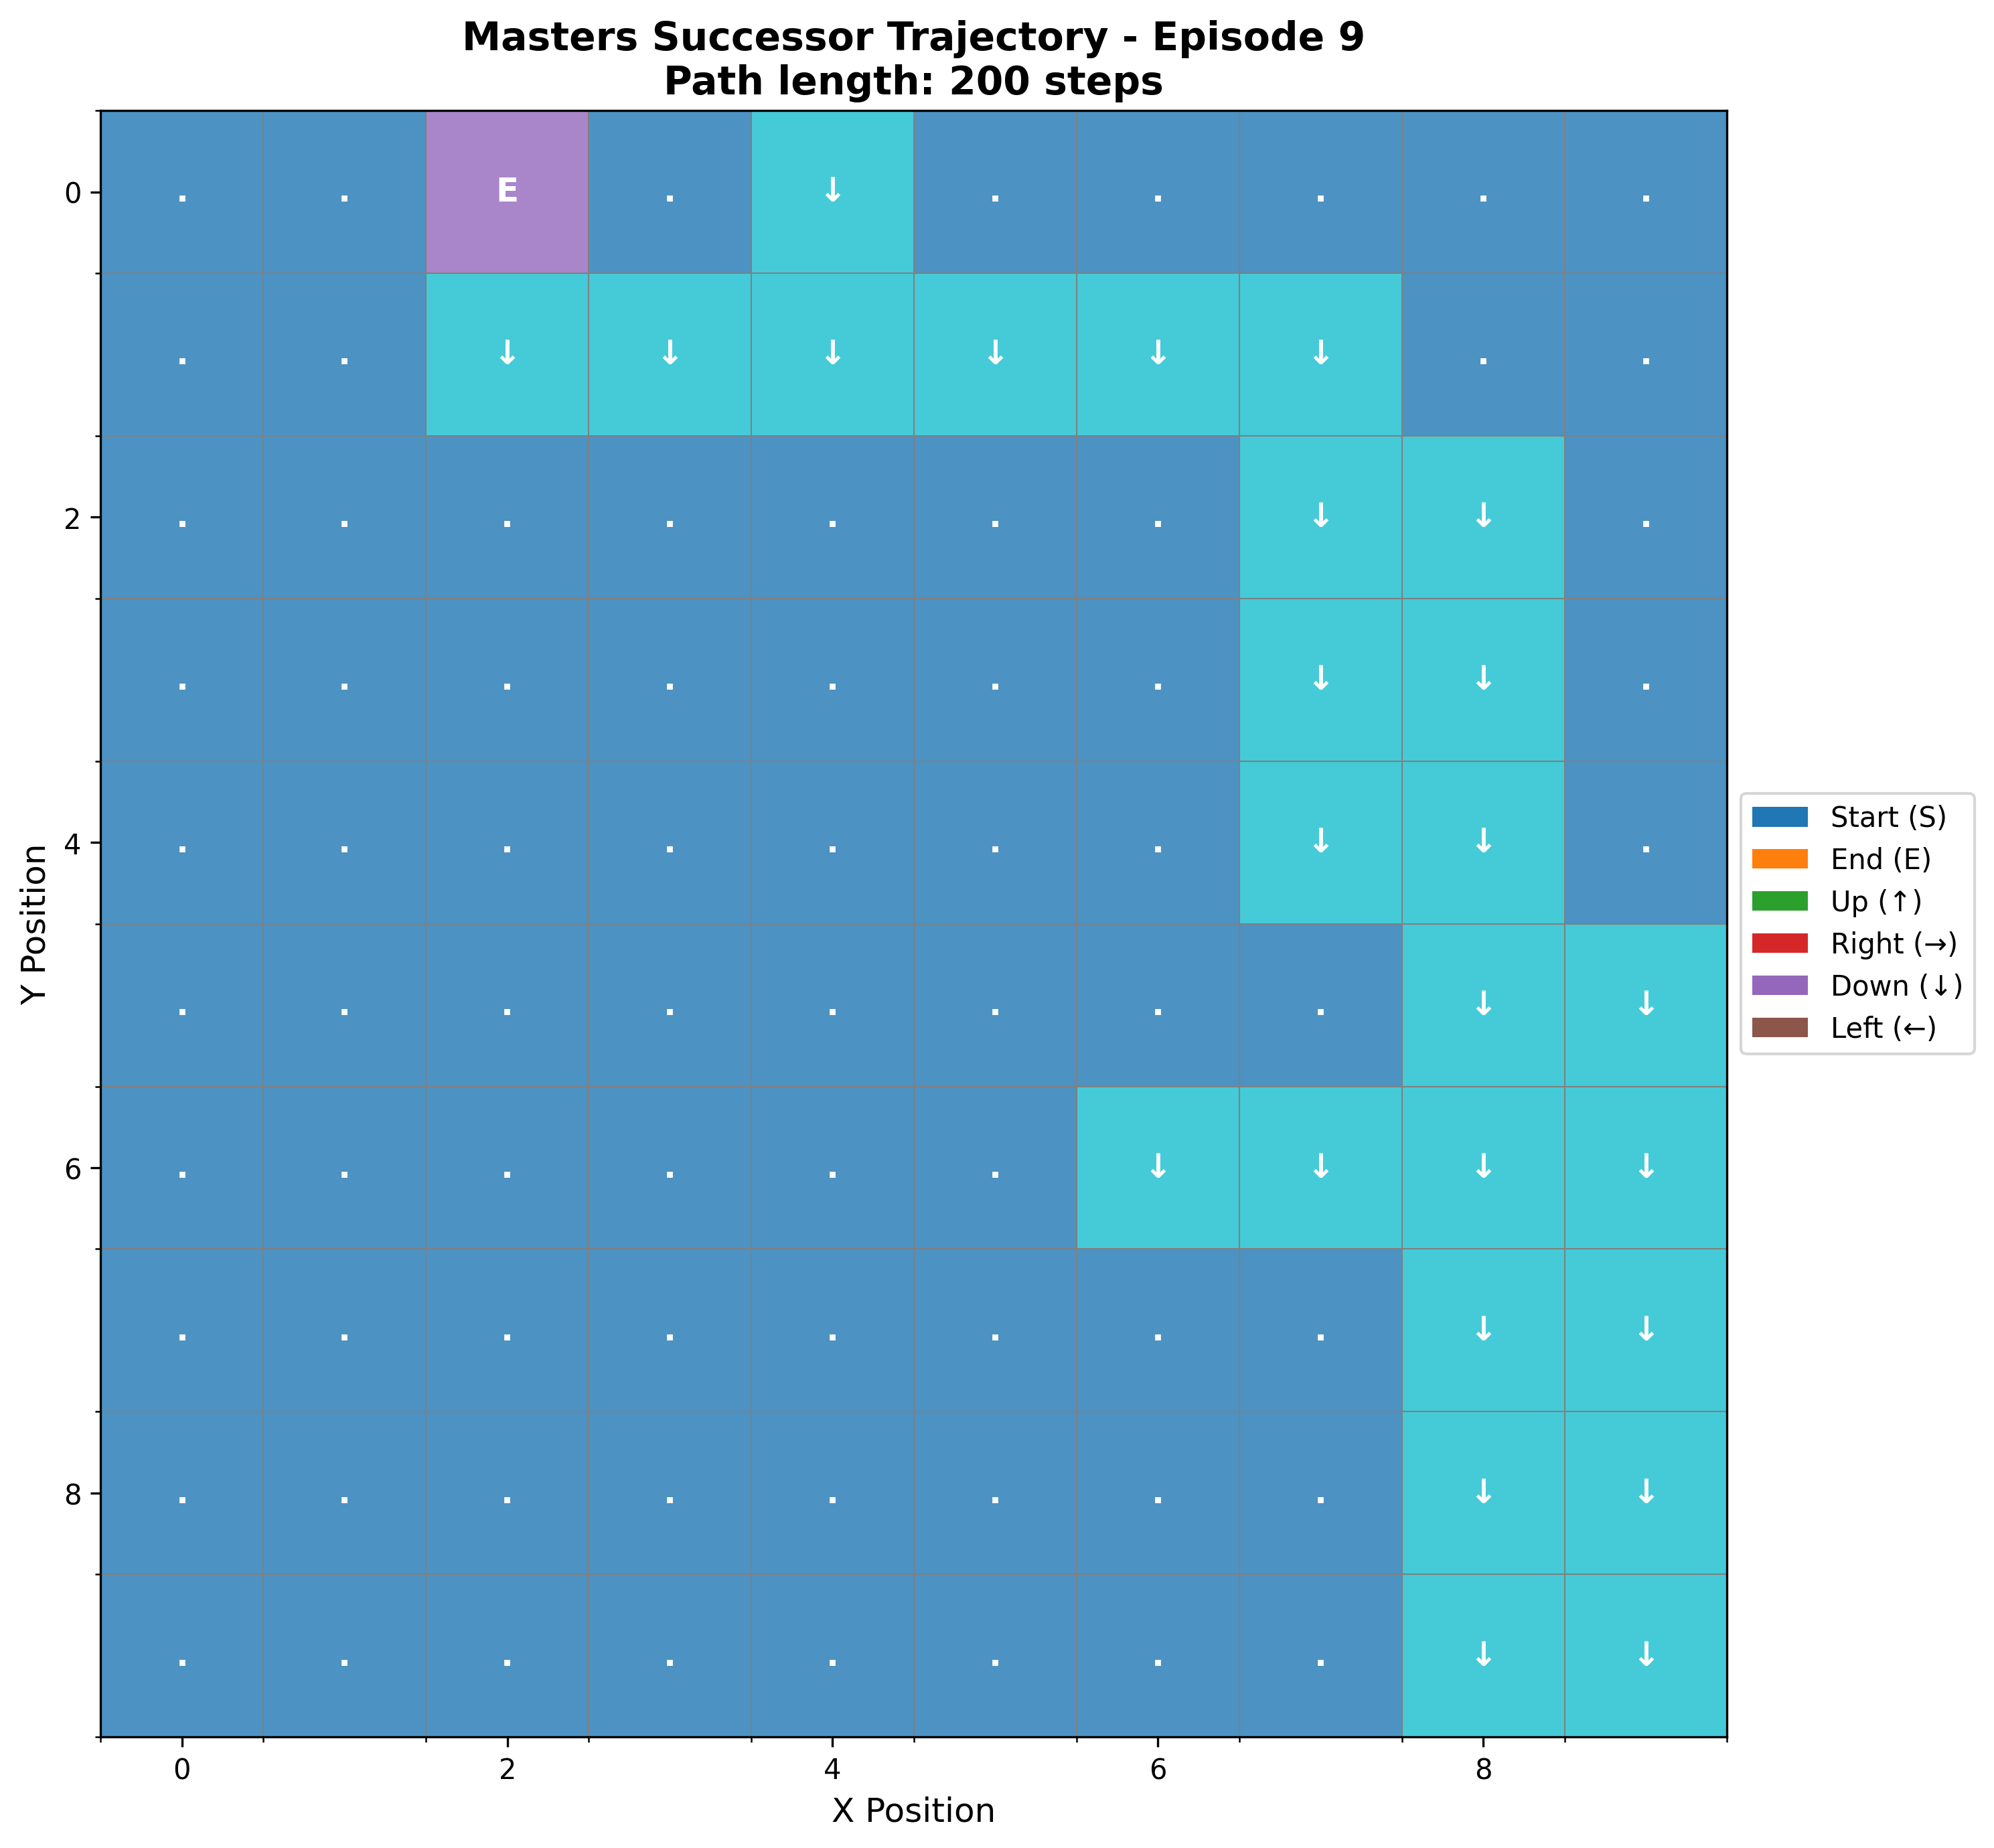 Masters Successor Trajectory - Episode 9
Path length: 200 steps
0 . . E . ↓ . . . . .
. . ↓ ↓ ↓ ↓ ↓ ↓ . .
2 . . . . . . . ↓ ↓ .
. . . . . . . ↓ ↓ .
4 . . . . . . . ↓ ↓ .
. . . . . . . . ↓ ↓
6 . . . . . . ↓ ↓ ↓ ↓
. . . . . . . . ↓ ↓
8 . . . . . . . . ↓ ↓
. . . . . . . . ↓ ↓
0 2 4 6 8
X Position
Y Position
Start (S)
End (E)
Up (↑)
Right (→)
Down (↓)
Left (←)